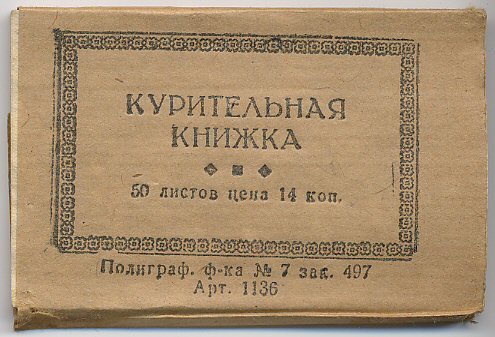 КУРИТЕЛЬНАЯ
КНИЖКА
50 листов цена 14 коп.
Полиграф. ф-ка № 7 зак. 497
Арт. 1136